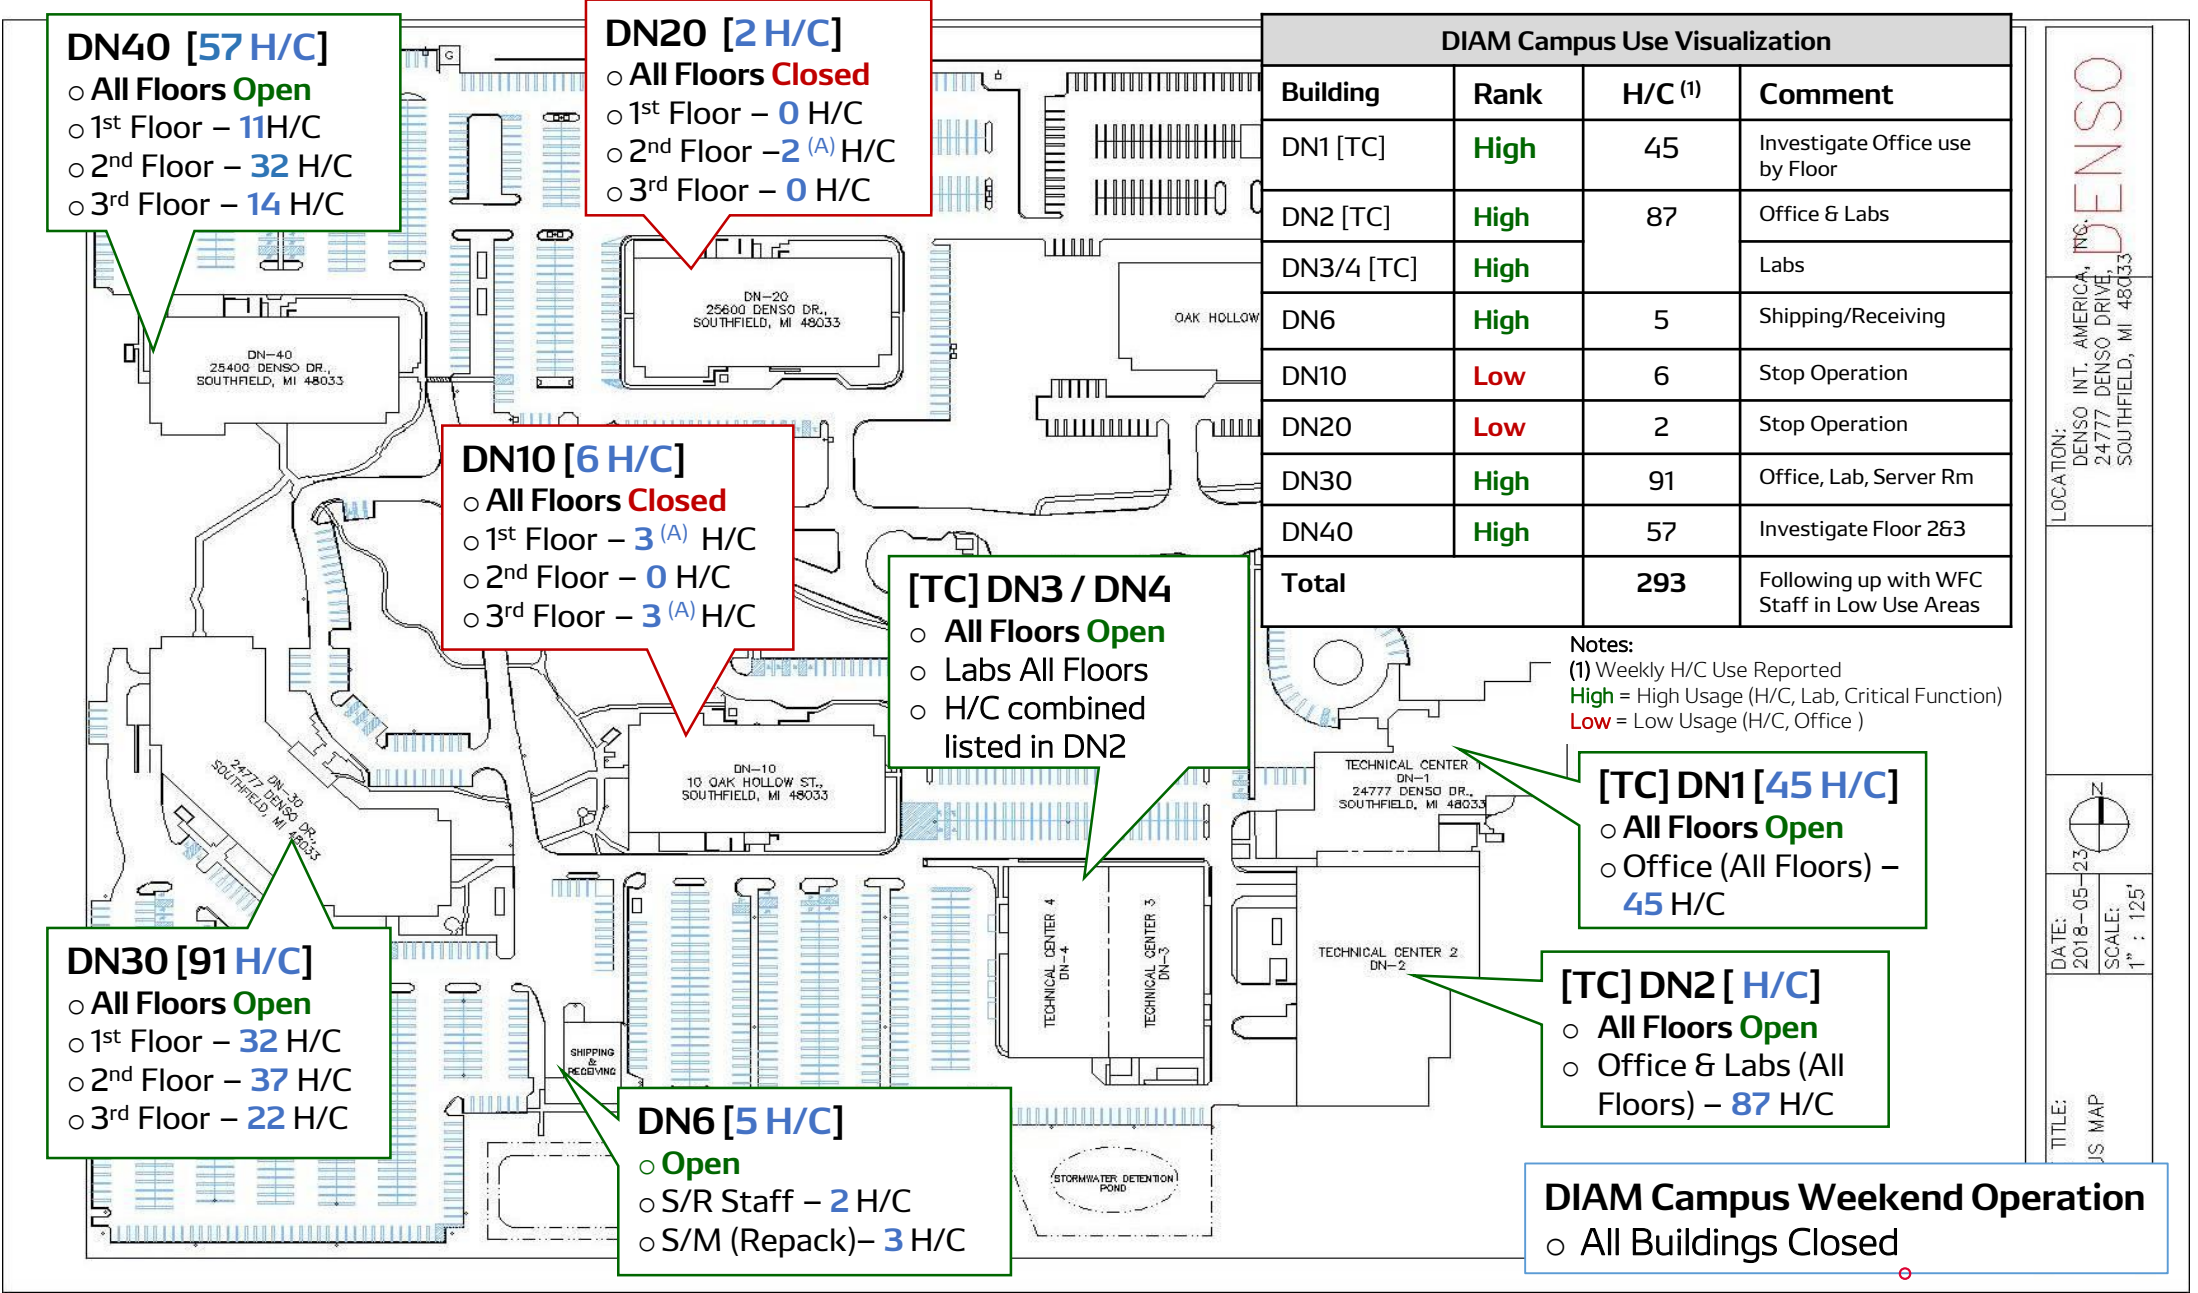 DN40 [57 H/C]
○ All Floors Open
○ 1st Floor – 11H/C
○ 2nd Floor – 32 H/C
○ 3rd Floor – 14 H/C
G
DN20 [2 H/C]
○ All Floors Closed
○ 1st Floor – 0 H/C
○ 2nd Floor –2 (A) H/C
○ 3rd Floor – 0 H/C
DIAM Campus Use Visualization
Building Rank H/C (1) Comment
DN1 [TC] High 45 Investigate Office use
by Floor
DN2 [TC] High 87 Office & Labs
DN3/4 [TC] High Labs
DN6 High 5 Shipping/Receiving
DN10 Low 6 Stop Operation
DN20 Low 2 Stop Operation
DN30 High 91 Office, Lab, Server Rm
DN40 High 57 Investigate Floor 2&3
Total 293 Following up with WFC
Staff in Low Use Areas
Notes:
(1) Weekly H/C Use Reported
High = High Usage (H/C, Lab, Critical Function)
Low = Low Usage (H/C, Office )
DN-40
25400 DENSO DR.,
SOUTHFIELD, MI 48033
DN-20
25600 DENSO DR.,
SOUTHFIELD, MI 48033
OAK HOLLOW
DN10 [6 H/C]
○ All Floors Closed
○ 1st Floor – 3 (A) H/C
○ 2nd Floor – 0 H/C
○ 3rd Floor – 3 (A) H/C
[TC] DN3 / DN4
○ All Floors Open
○ Labs All Floors
○ H/C combined
listed in DN2
DN-10
10 OAK HOLLOW ST.,
SOUTHFIELD, MI 48033
DN-30
24777 DENSO DR.,
SOUTHFIELD, MI 48033
TECHNICAL CENTER 1
DN-1
24777 DENSO DR.,
SOUTHFIELD, MI 48033
[TC] DN1 [45 H/C]
○ All Floors Open
○ Office (All Floors) –
45 H/C
TECHNICAL CENTER 4
DN-4
TECHNICAL CENTER 3
DN-3
TECHNICAL CENTER 2
DN-2
[TC] DN2 [ H/C]
○ All Floors Open
○ Office & Labs (All
Floors) – 87 H/C
DN30 [91 H/C]
○ All Floors Open
○ 1st Floor – 32 H/C
○ 2nd Floor – 37 H/C
○ 3rd Floor – 22 H/C
SHIPPING
&
RECEIVING
DN6 [5 H/C]
○ Open
○ S/R Staff – 2 H/C
○ S/M (Repack)– 3 H/C
STORMWATER DETENTION
POND
DIAM Campus Weekend Operation
○ All Buildings Closed
DENSO
LOCATION:
DENSO INT. AMERICA, INC.
24777 DENSO DRIVE,
SOUTHFIELD, MI 48033
N
DATE:
2018-05-23
SCALE:
1" : 125'
TITLE:
US MAP